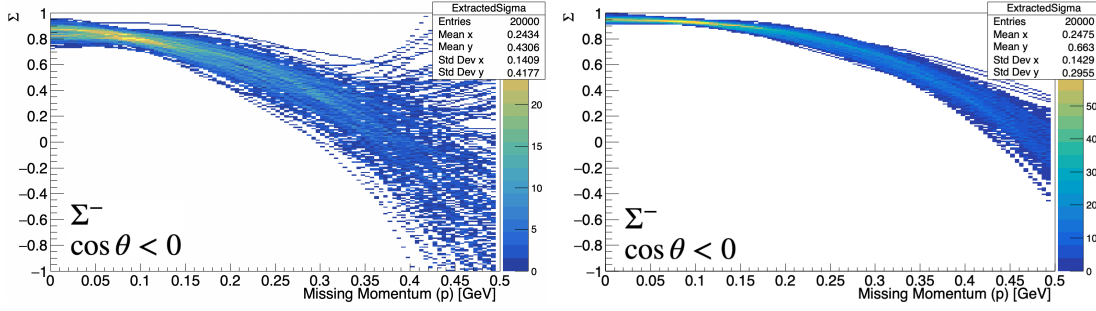 Σ
1
0.8
0.6
0.4
0.2
0
−0.2
−0.4
−0.6
−0.8
−1
ExtractedSigma
Entries 20000
Mean x 0.2434
Mean y 0.4306
Std Dev x 0.1409
Std Dev y 0.4177
20
15
10
5
0
Σ⁻
cos θ < 0
0 0.05 0.1 0.15 0.2 0.25 0.3 0.35 0.4 0.45 0.5
Missing Momentum (p) [GeV]
Σ
1
0.8
0.6
0.4
0.2
0
−0.2
−0.4
−0.6
−0.8
−1
ExtractedSigma
Entries 20000
Mean x 0.2475
Mean y 0.663
Std Dev x 0.1429
Std Dev y 0.2955
50
40
30
20
10
0
Σ⁻
cos θ < 0
0 0.05 0.1 0.15 0.2 0.25 0.3 0.35 0.4 0.45 0.5
Missing Momentum (p) [GeV]